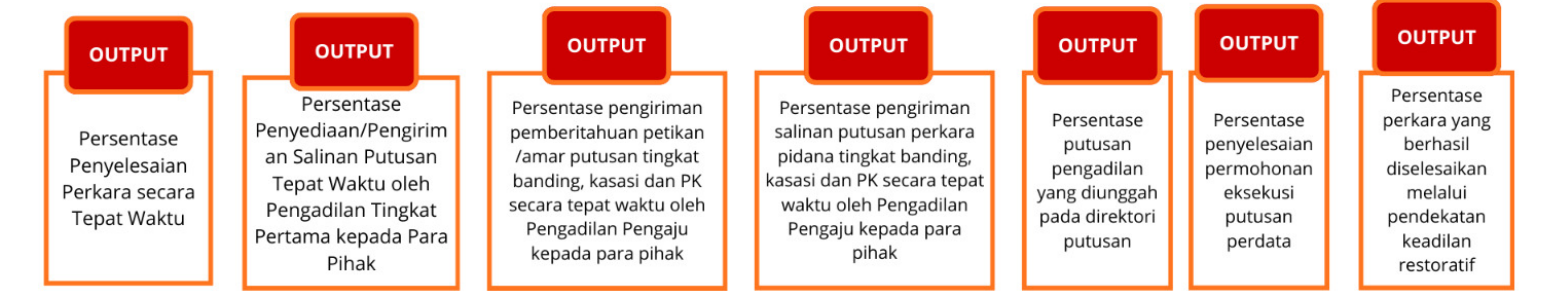 OUTPUT
Persentase
Penyelesaian
Perkara secara
Tepat Waktu
OUTPUT
Persentase
Penyediaan/Pengirim
an Salinan Putusan
Tepat Waktu oleh
Pengadilan Tingkat
Pertama kepada Para
Pihak
OUTPUT
Persentase pengiriman
pemberitahuan petikan
/amar putusan tingkat
banding, kasasi dan PK
secara tepat waktu oleh
Pengadilan Pengaju
kepada para pihak
OUTPUT
Persentase pengiriman
salinan putusan perkara
pidana tingkat banding,
kasasi dan PK secara tepat
waktu oleh Pengadilan
Pengaju kepada para
pihak
OUTPUT
Persentase
putusan
pengadilan
yang diunggah
pada direktori
putusan
OUTPUT
Persentase
penyelesaian
permohonan
eksekusi
putusan
perdata
OUTPUT
Persentase
perkara yang
berhasil
diselesaikan
melalui
pendekatan
keadilan
restoratif